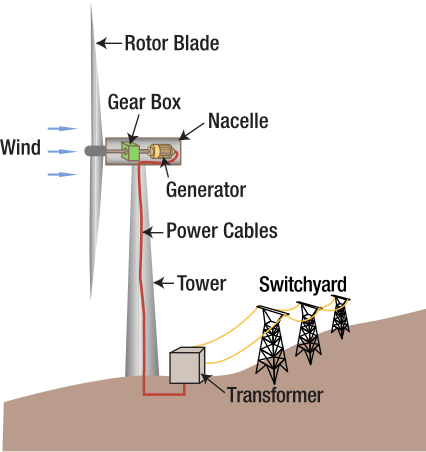 Rotor Blade
Gear Box
Nacelle
Wind
Generator
Power Cables
Tower
Switchyard
Transformer